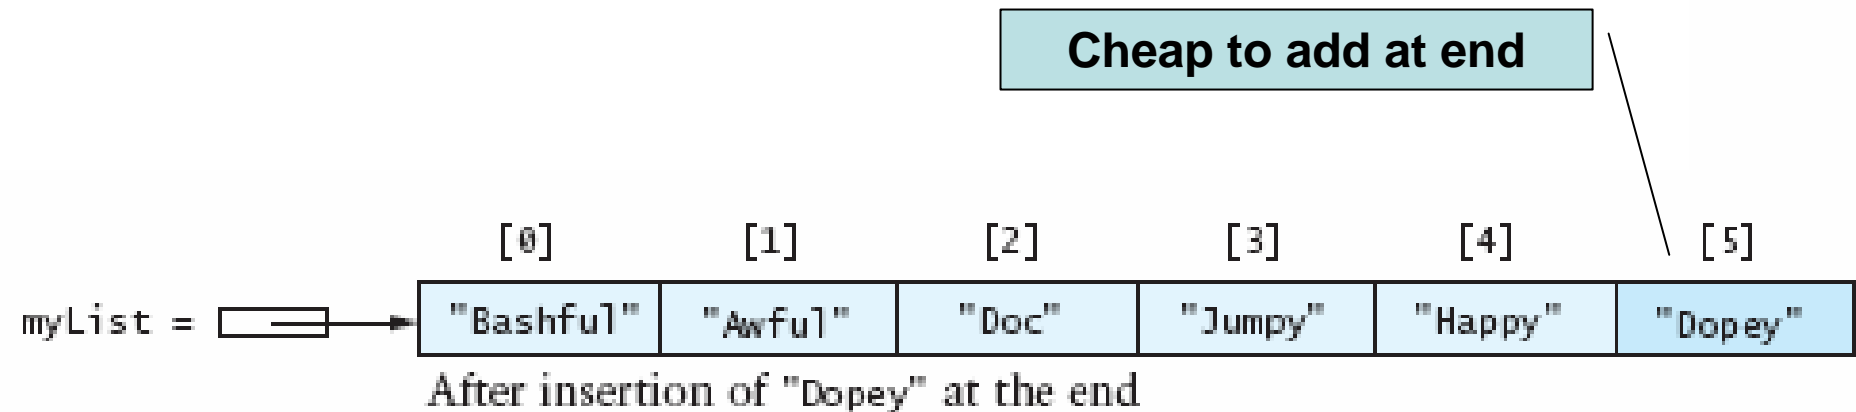 Cheap to add at end
[0] [1] [2] [3] [4] [5]
myList = "Bashful" "Awful" "Doc" "Jumpy" "Happy" "Dopey"
After insertion of "Dopey" at the end